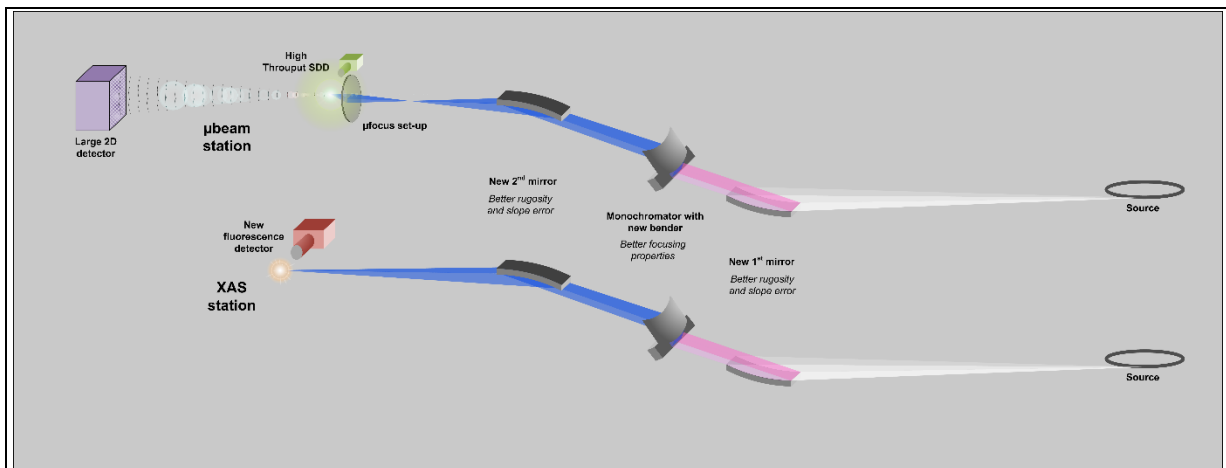 High
Throuput SDD
µfocus set-up
Large 2D
detector
µbeam
station
New 2nd mirror
Better rugosity
and slope error
Monochromator with
new bender
Better focusing
properties
New 1st mirror
Better rugosity
and slope error
Source
New
fluorescence
detector
XAS
station
Source